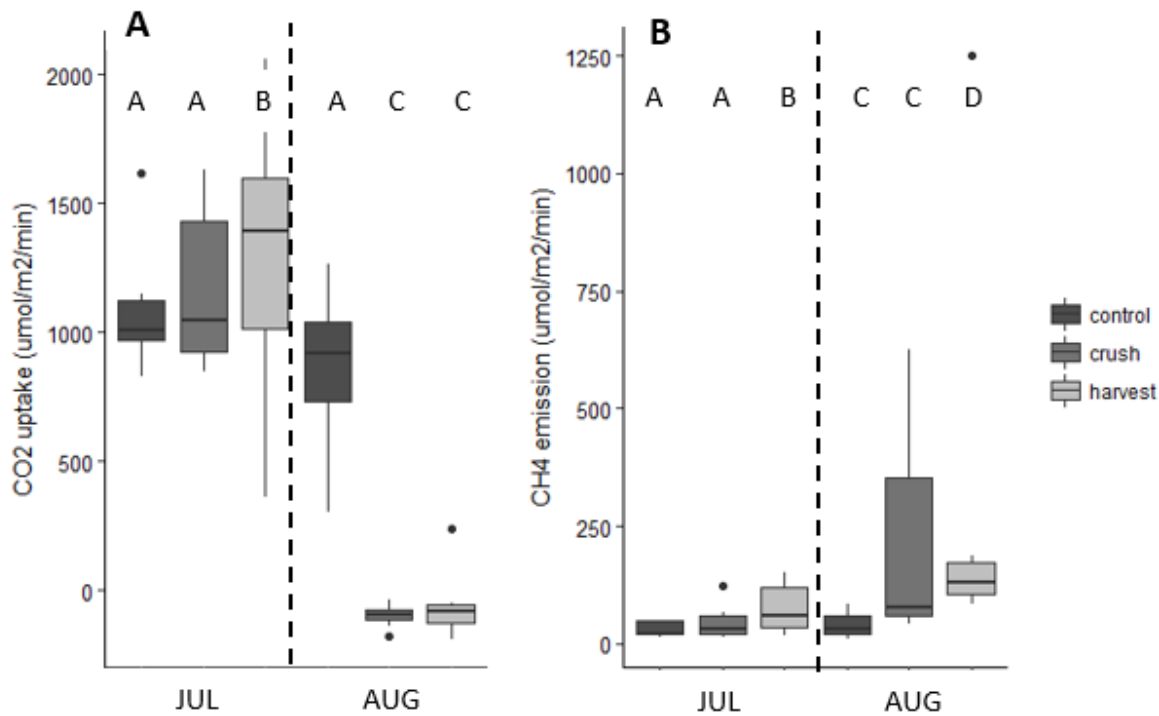 A
CO2 uptake (umol/m2/min)
2000
1500
1000
500
0
A A B A C C
JUL AUG
B
CH4 emission (umol/m2/min)
1250
1000
750
500
250
0
A A B C C D
JUL AUG
control
crush
harvest